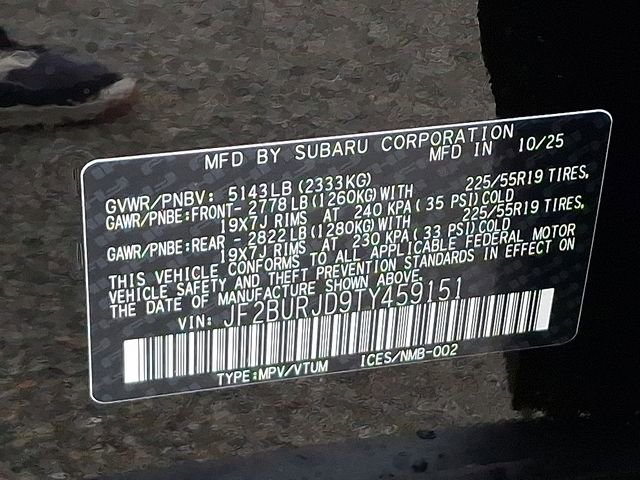 MFD BY SUBARU CORPORATION
MFD IN 10/25
GVWR/PNBV: 5143LB(2333KG)
GAWR/PNBE:FRONT- 2778 LB(1260KG)WITH 225/55R19 TIRES,
19X7J RIMS AT 240 KPA(35 PSI)COLD
GAWR/PNBE:REAR - 2822 LB(1280KG)WITH 225/55R19 TIRES,
19X7J RIMS AT 230 KPA(33 PSI)COLD
THIS VEHICLE CONFORMS TO ALL APPLICABLE FEDERAL MOTOR
VEHICLE SAFETY AND THEFT PREVENTION STANDARDS IN EFFECT ON
THE DATE OF MANUFACTURE SHOWN ABOVE.
VIN: JF2BURJD9TY459151
TYPE:MPV/VTUM ICES/NMB-002